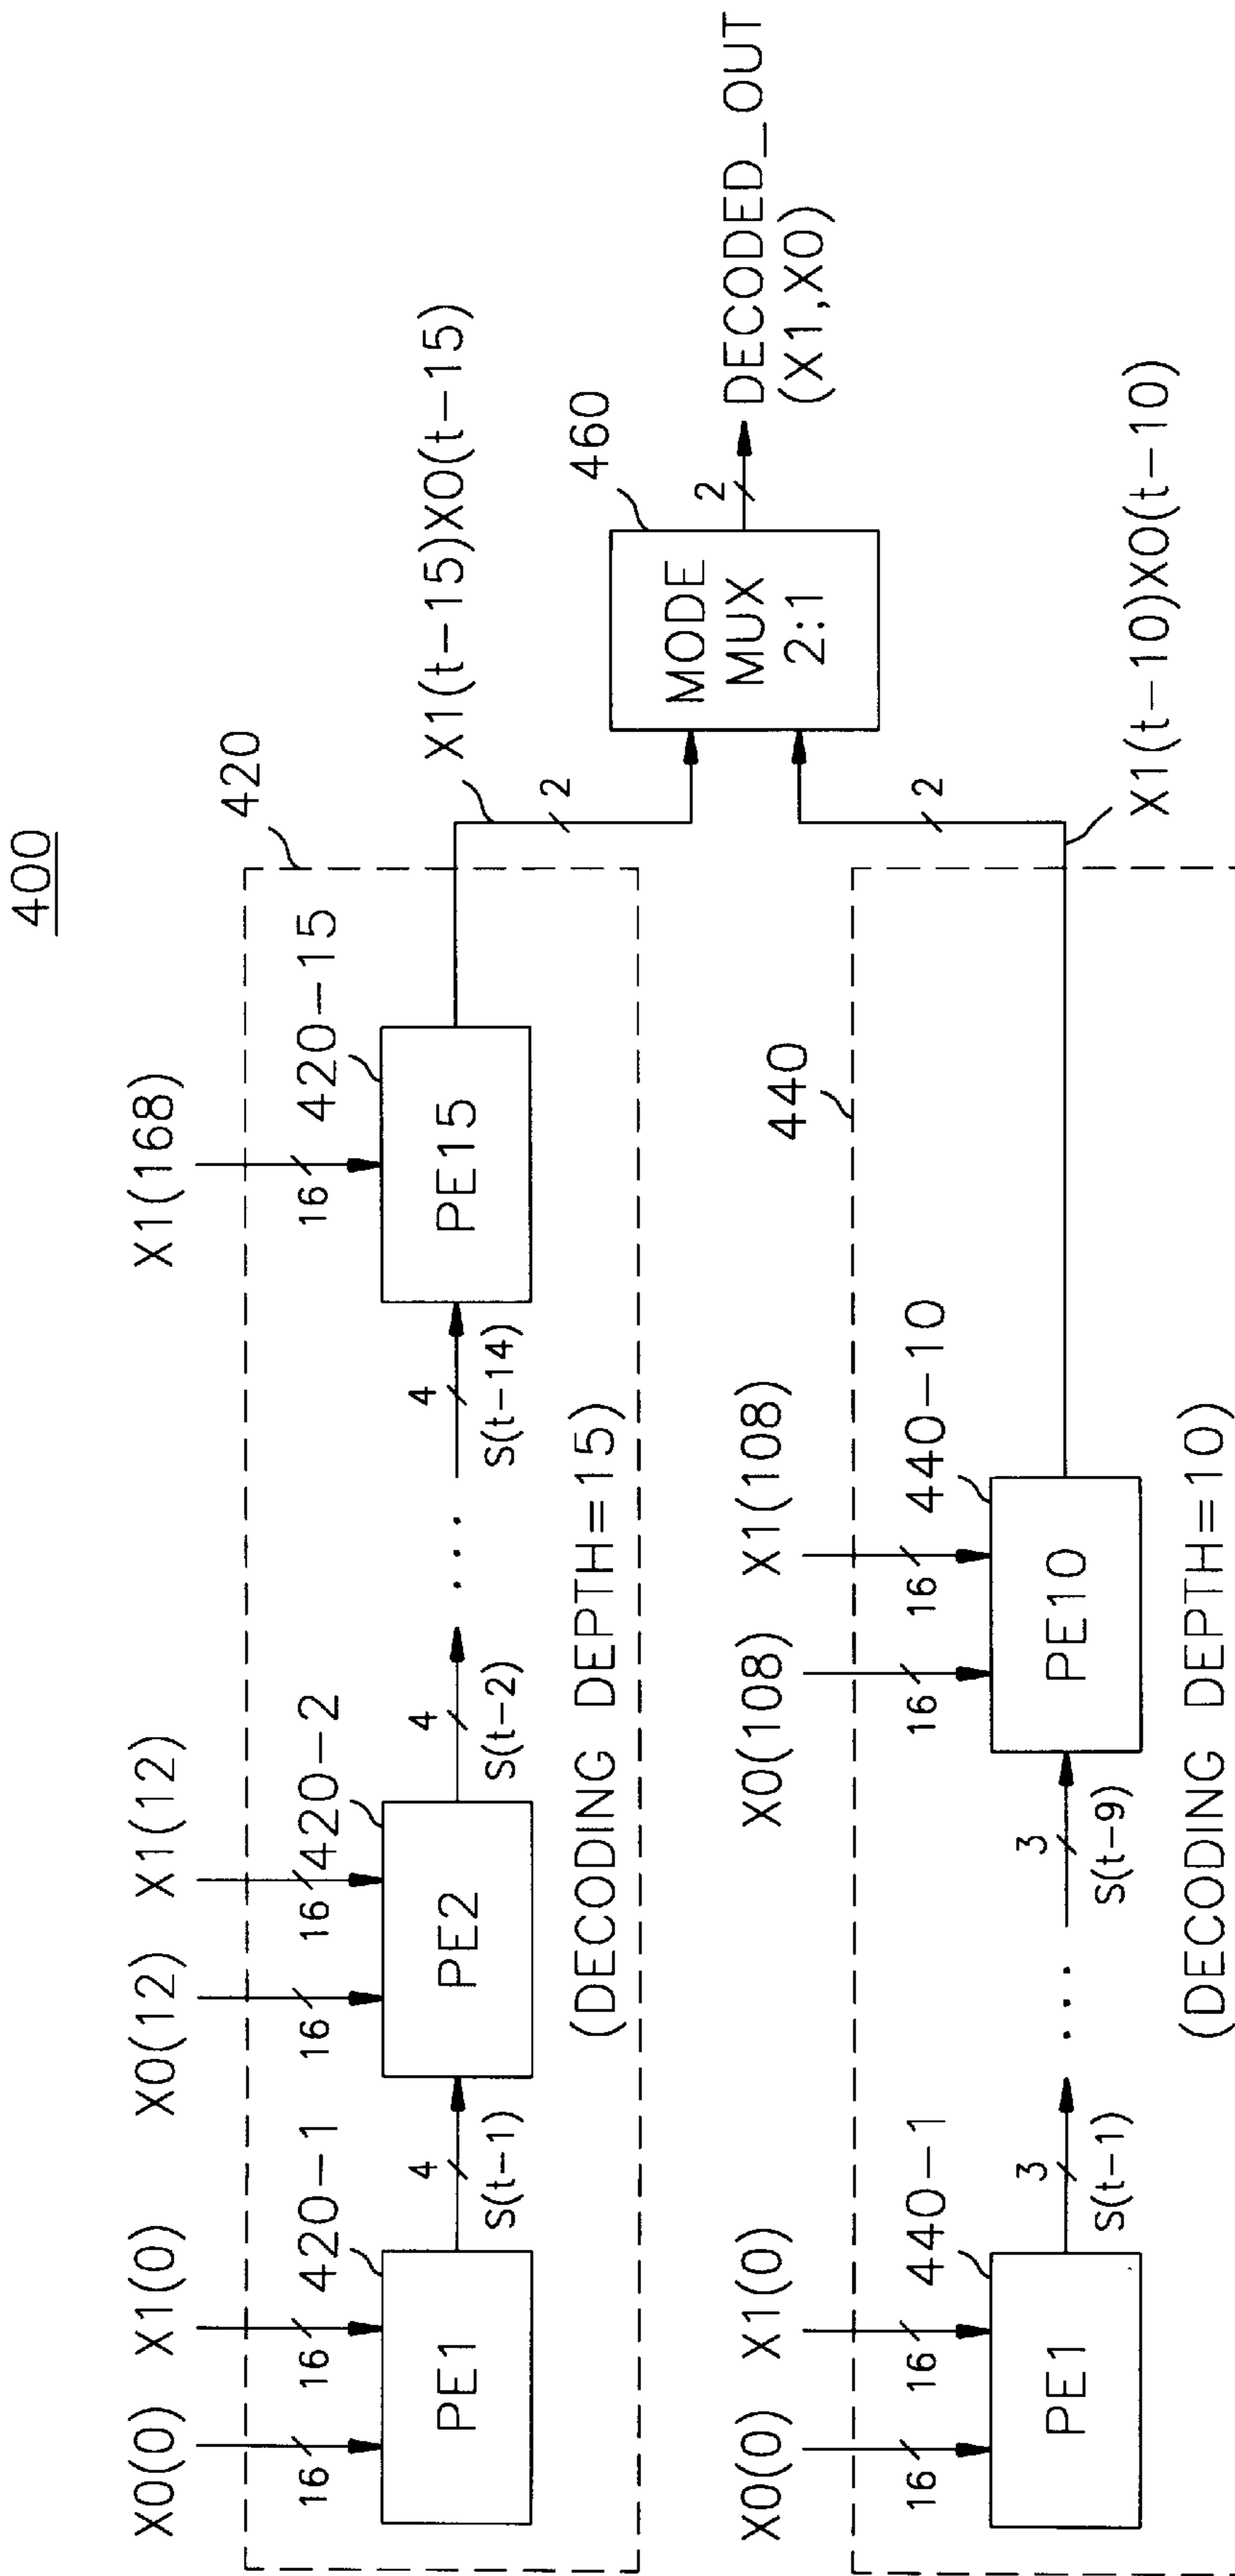 400
X0(0) X1(0) X0(12) X1(12) X1(168)
420
16 16 420-1 16 16 420-2 16 420-15
PE1 4 S(t-1) PE2 4 S(t-2) . . . 4 S(t-14) PE15
(DECODING DEPTH=15)
X1(t-15)X0(t-15)
2
460
MODE
MUX
2:1
2
DECODED_OUT
(X1,X0)
2
X1(t-10)X0(t-10)
X0(0) X1(0) X0(108) X1(108)
440
16 16 440-1 16 16 440-10
PE1 3 S(t-1) . . . 3 S(t-9) PE10
(DECODING DEPTH=10)